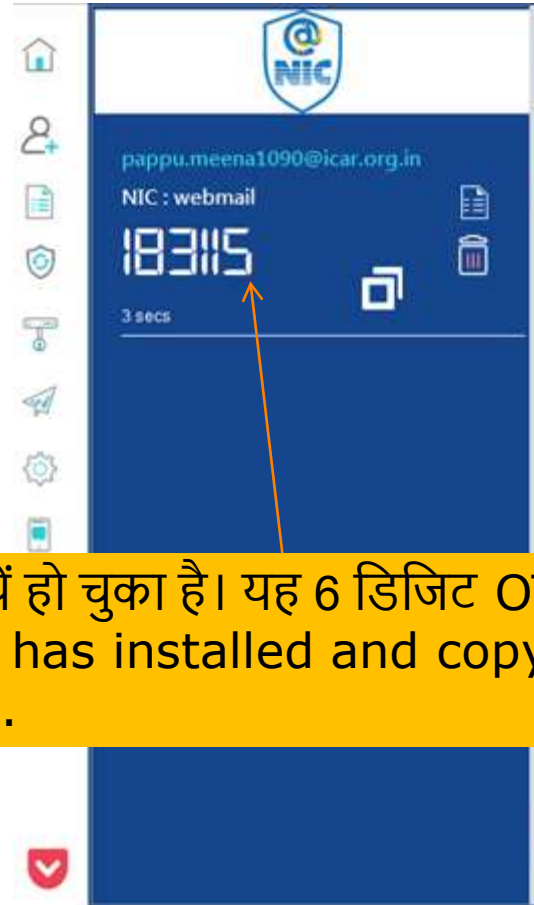 @
NIC
pappu.meena1090@icar.org.in
NIC : webmail
183115
3 secs
हो चुका है। यह 6 डिजिट
has installed and copy
.